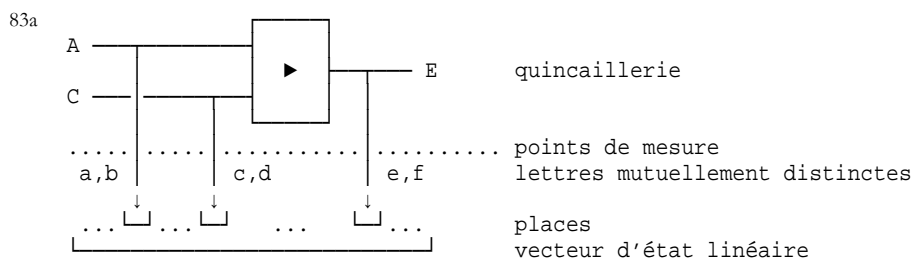 83a
A
▶ E quincaillerie
C
points de mesure
a,b c,d e,f lettres mutuellement distinctes
... ... ... ... places
vecteur d'état linéaire